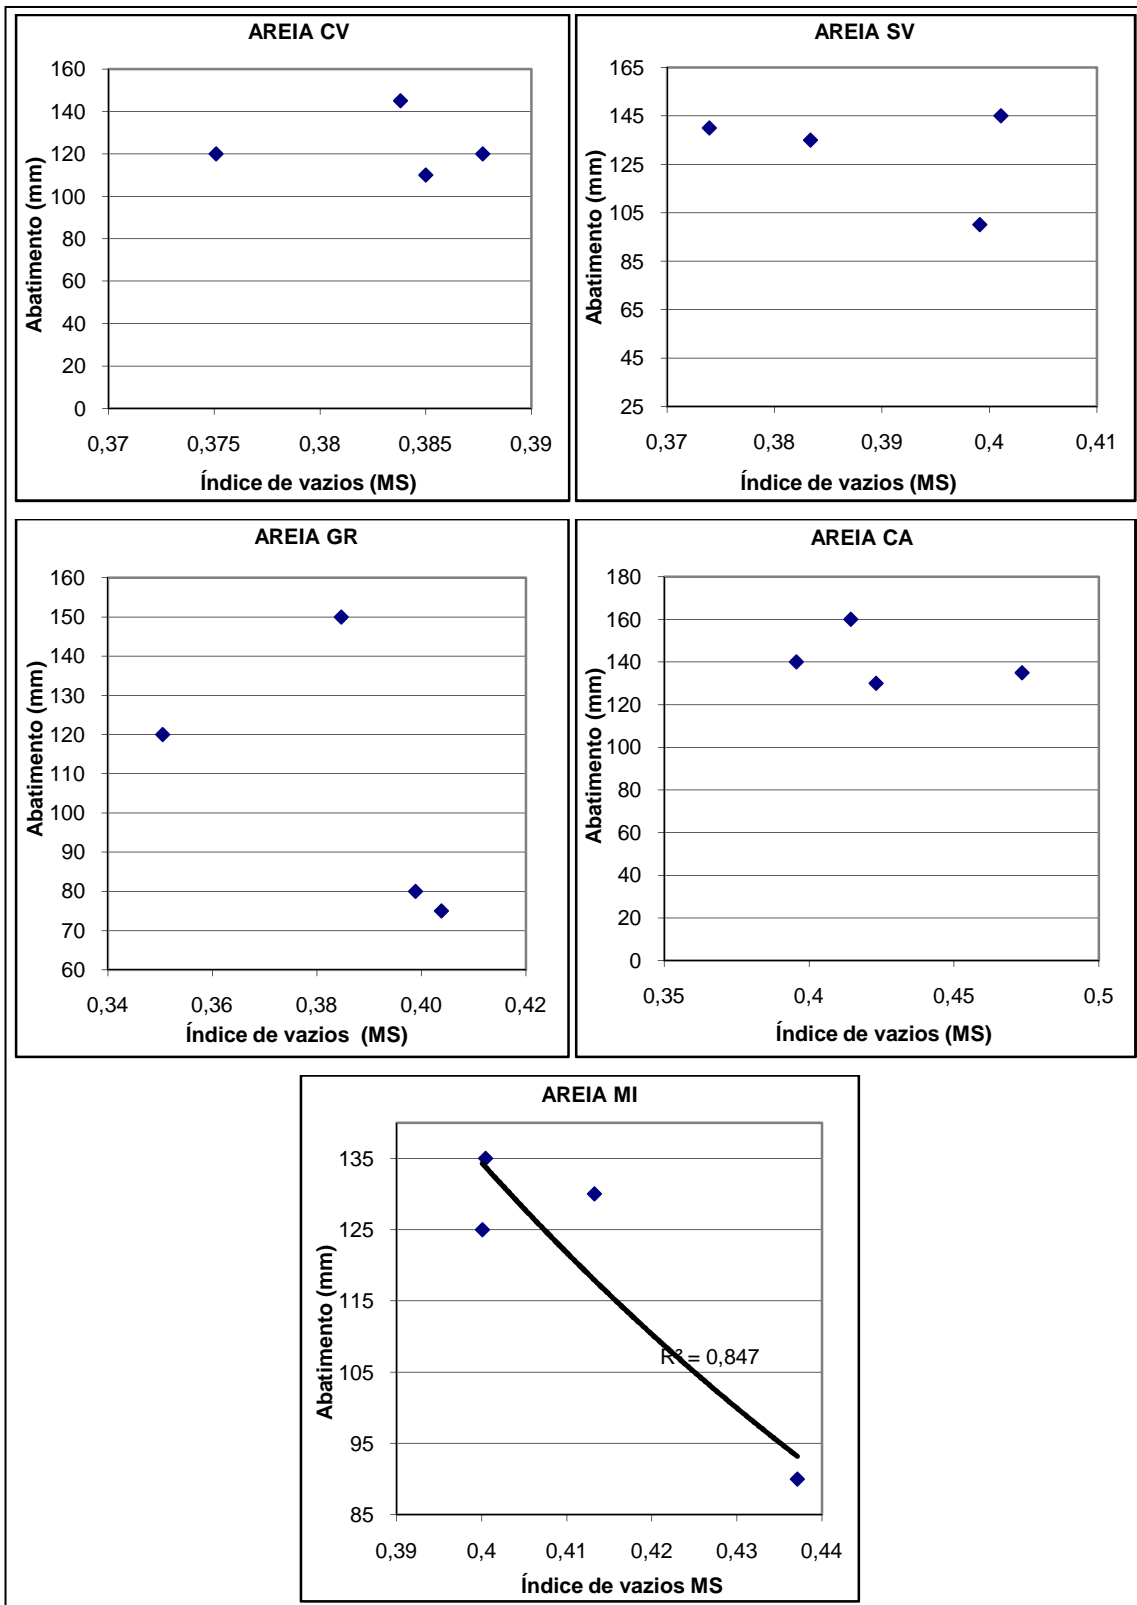 AREIA CV
160
140
120
100
80
60
40
20
0
Abatimento (mm)
0,37 0,375 0,38 0,385 0,39
Índice de vazios (MS)
AREIA SV
165
145
125
105
85
65
45
25
Abatimento (mm)
0,37 0,38 0,39 0,4 0,41
Índice de vazios (MS)
AREIA GR
160
150
140
130
120
110
100
90
80
70
60
Abatimento (mm)
0,34 0,36 0,38 0,40 0,42
Índice de vazios (MS)
AREIA CA
180
160
140
120
100
80
60
40
20
0
Abatimento (mm)
0,35 0,4 0,45 0,5
Índice de vazios (MS)
AREIA MI
135
125
115
105
95
85
Abatimento (mm)
R² = 0,847
0,39 0,4 0,41 0,42 0,43 0,44
Índice de vazios MS